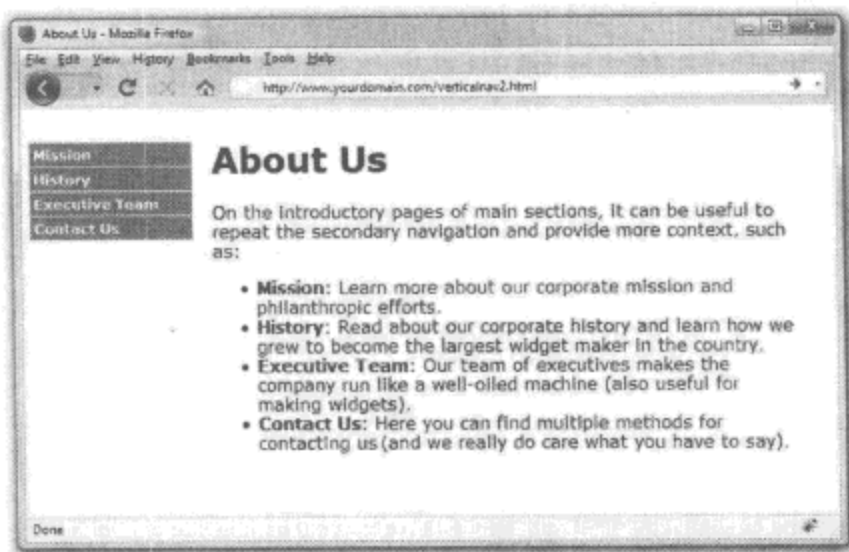 About Us - Mozilla Firefox
File Edit View History Bookmarks Tools Help
http://www.yourdomain.com/verticalnav2.html
Mission
History
Executive Team
Contact Us
About Us
On the introductory pages of main sections, it can be useful to
repeat the secondary navigation and provide more context, such
as:
• Mission: Learn more about our corporate mission and
philanthropic efforts.
• History: Read about our corporate history and learn how we
grew to become the largest widget maker in the country.
• Executive Team: Our team of executives makes the
company run like a well-oiled machine (also useful for
making widgets).
• Contact Us: Here you can find multiple methods for
contacting us (and we really do care what you have to say).
Done